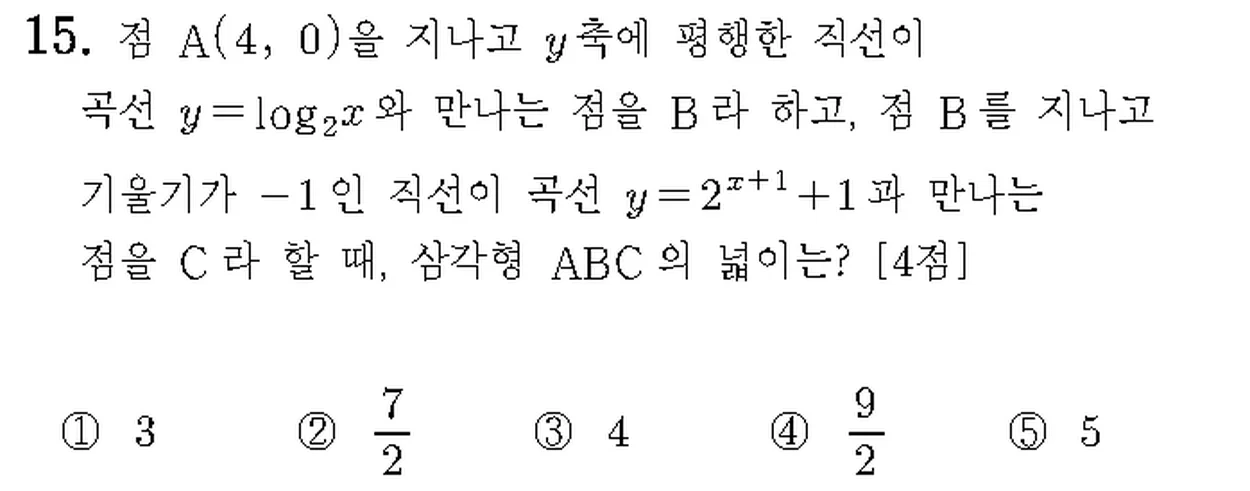 15. 점 A(4, 0)을 지나고 y축에 평행한 직선이
곡선 y=log₂x와 만나는 점을 B라 하고, 점 B를 지나고
기울기가 −1인 직선이 곡선 y=2^{x+1}+1과 만나는
점을 C라 할 때, 삼각형 ABC의 넓이는? [4점]
① 3 ② 7/2 ③ 4 ④ 9/2 ⑤ 5